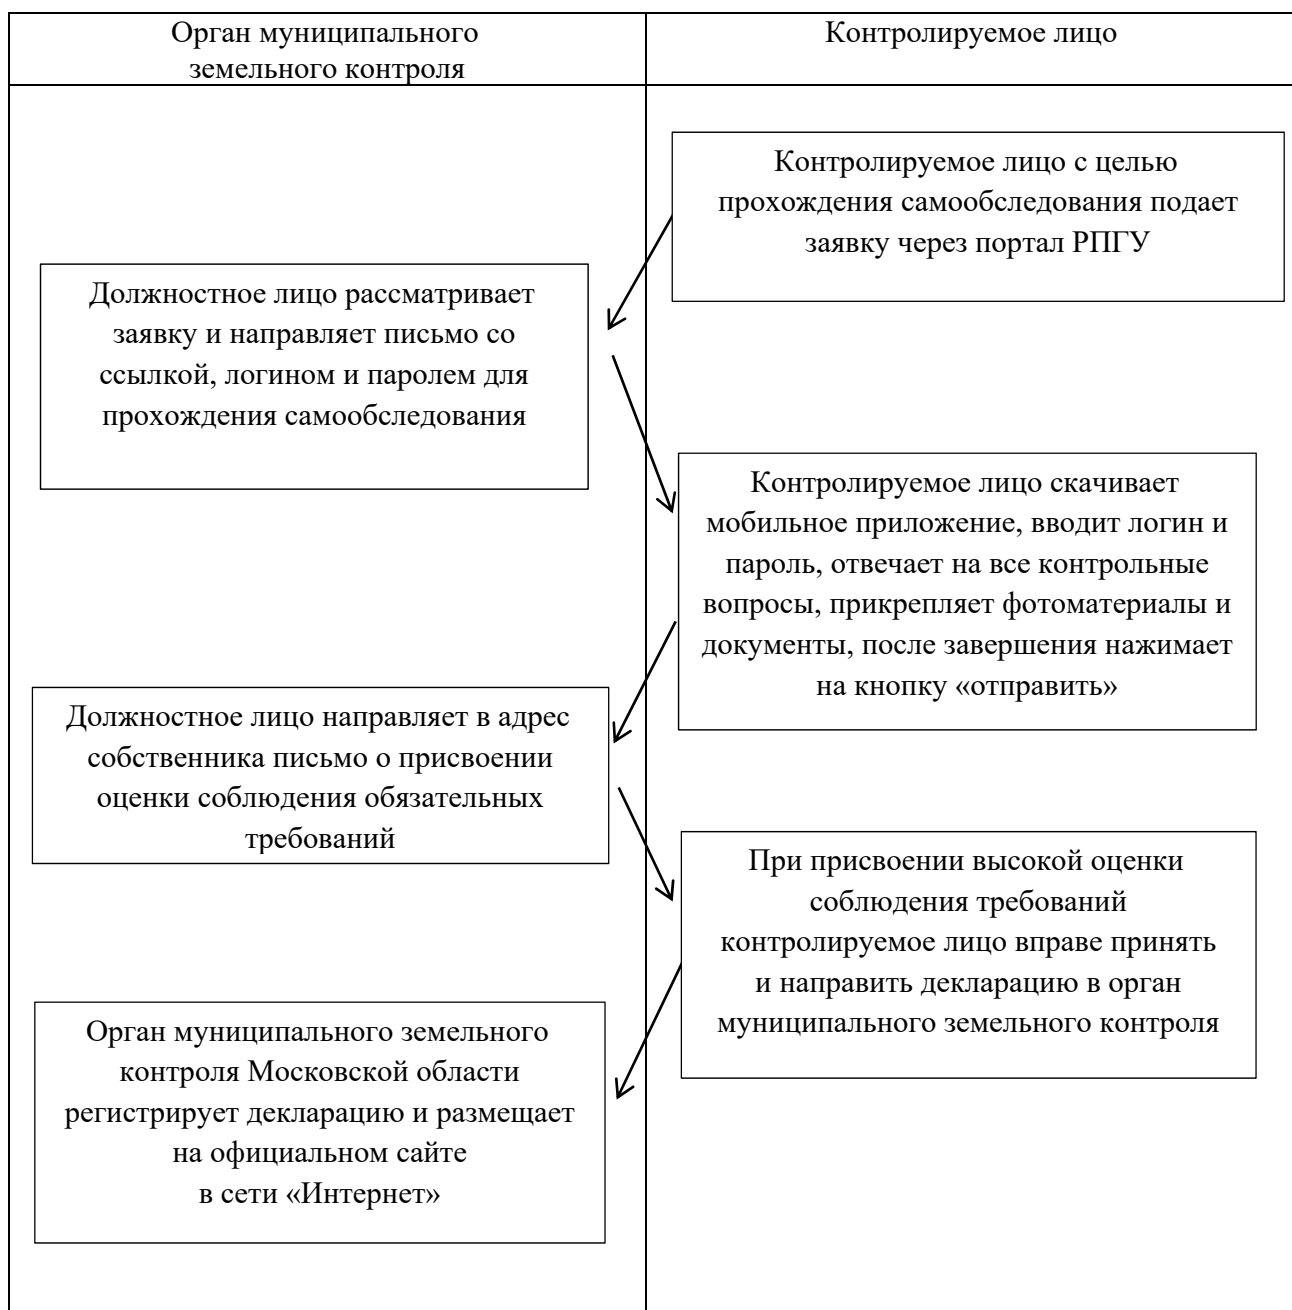 Орган муниципального
земельного контроля
Контролируемое лицо
Контролируемое лицо с целью
прохождения самообследования подает
заявку через портал РПГУ
Должностное лицо рассматривает
заявку и направляет письмо со
ссылкой, логином и паролем для
прохождения самообследования
Контролируемое лицо скачивает
мобильное приложение, вводит логин и
пароль, отвечает на все контрольные
вопросы, прикрепляет фотоматериалы и
документы, после завершения нажимает
на кнопку «отправить»
Должностное лицо направляет в адрес
собственника письмо о присвоении
оценки соблюдения обязательных
требований
При присвоении высокой оценки
соблюдения требований
контролируемое лицо вправе принять
и направить декларацию в орган
муниципального земельного контроля
Орган муниципального земельного
контроля Московской области
регистрирует декларацию и размещает
на официальном сайте
в сети «Интернет»